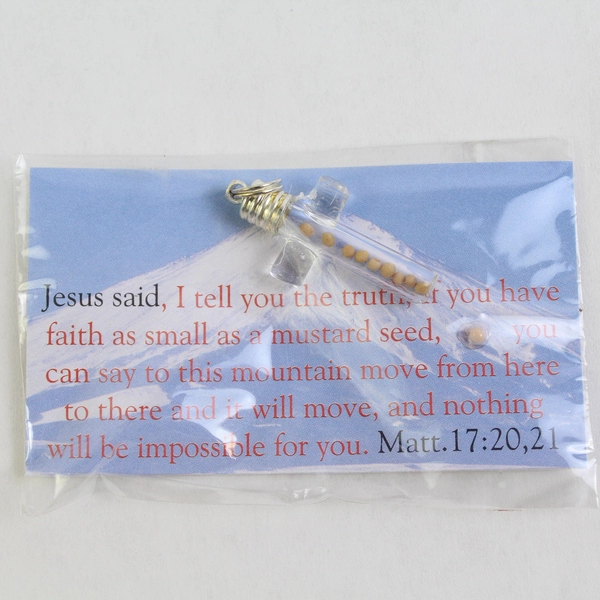 Jesus said, I tell you the truth, if you have
faith as small as a mustard seed, you
can say to this mountain move from here
to there and it will move, and nothing
will be impossible for you. Matt.17:20,21